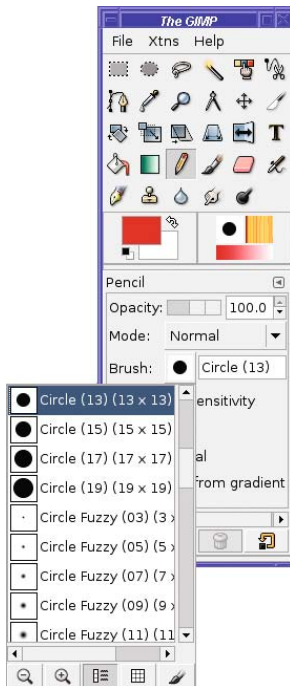 The GIMP
File Xtns Help
T
Pencil
Opacity: 100.0
Mode: Normal
Brush: Circle (13)
ensitivity
al
from gradient
Circle (13) (13 × 13)
Circle (15) (15 × 15)
Circle (17) (17 × 17)
Circle (19) (19 × 19)
Circle Fuzzy (03) (3 ×
Circle Fuzzy (05) (5 ×
Circle Fuzzy (07) (7 ×
Circle Fuzzy (09) (9 ×
Circle Fuzzy (11) (11